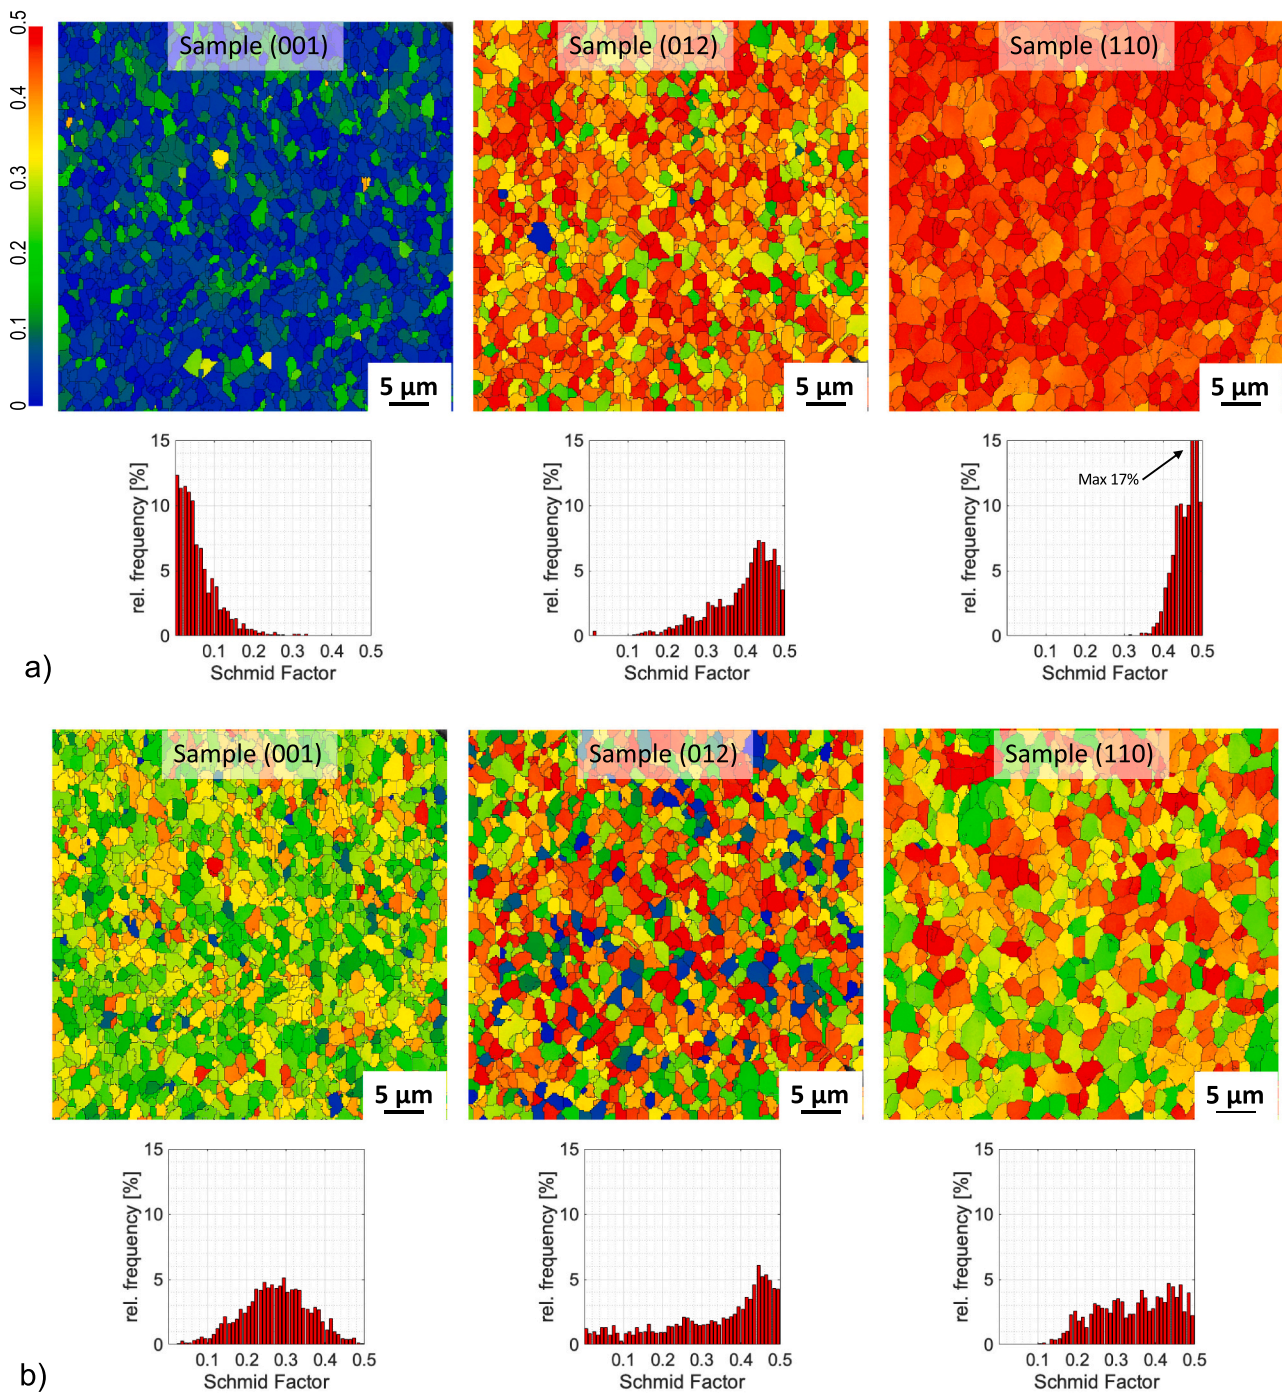 0.5
0.4
0.3
0.2
0.1
0
Sample (001)
Sample (012)
Sample (110)
5 µm
5 µm
5 µm
rel. frequency [%]
15
10
5
0
0.1 0.2 0.3 0.4 0.5
Schmid Factor
rel. frequency [%]
15
10
5
0
0.1 0.2 0.3 0.4 0.5
Schmid Factor
rel. frequency [%]
15
10
5
0
Max 17%
0.1 0.2 0.3 0.4 0.5
Schmid Factor
a)
Sample (001)
Sample (012)
Sample (110)
5 µm
5 µm
5 µm
rel. frequency [%]
15
10
5
0
0.1 0.2 0.3 0.4 0.5
Schmid Factor
rel. frequency [%]
15
10
5
0
0.1 0.2 0.3 0.4 0.5
Schmid Factor
rel. frequency [%]
15
10
5
0
0.1 0.2 0.3 0.4 0.5
Schmid Factor
b)